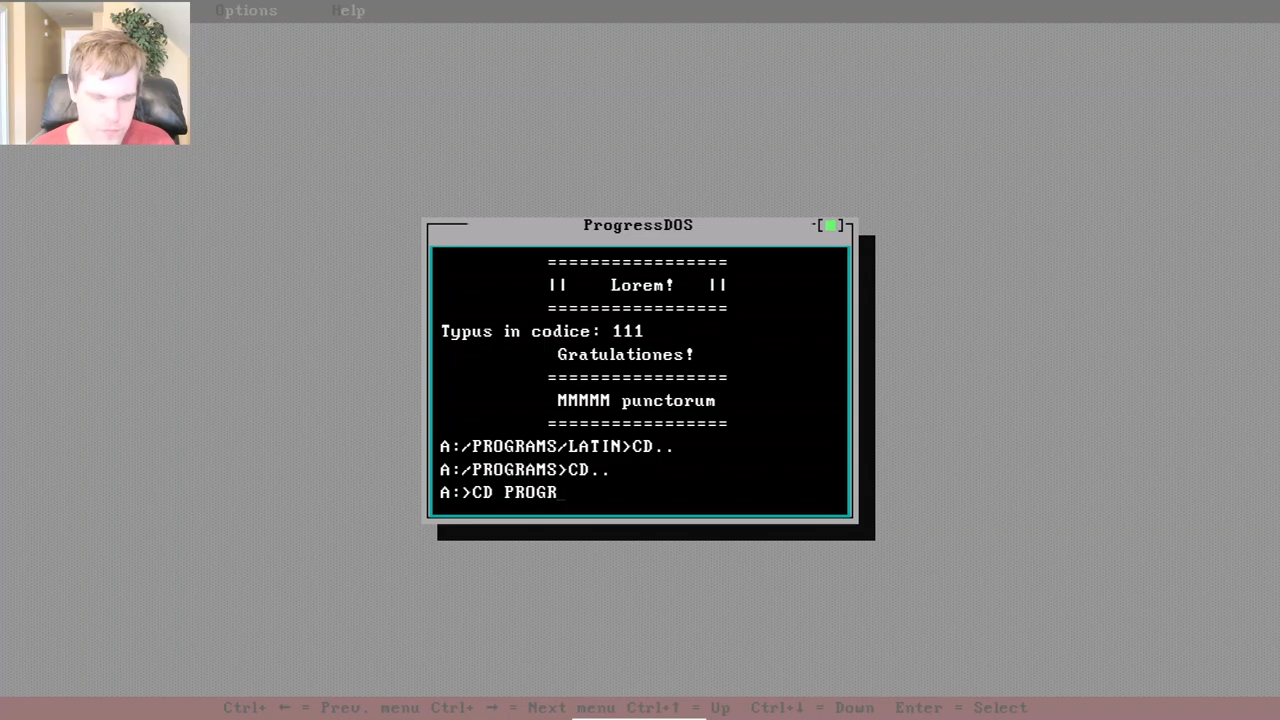 Options Help
ProgressDOS
=================
|| Lorem! ||
=================
Typus in codice: 111
Gratulationes!
=================
MMMMM punctorum
=================
A:/PROGRAMS/LATIN>CD..
A:/PROGRAMS>CD..
A:>CD PROGR_
Ctrl+ ← = Prev. menu Ctrl+ → = Next menu Ctrl+↑ = Up Ctrl+↓ = Down Enter = Select